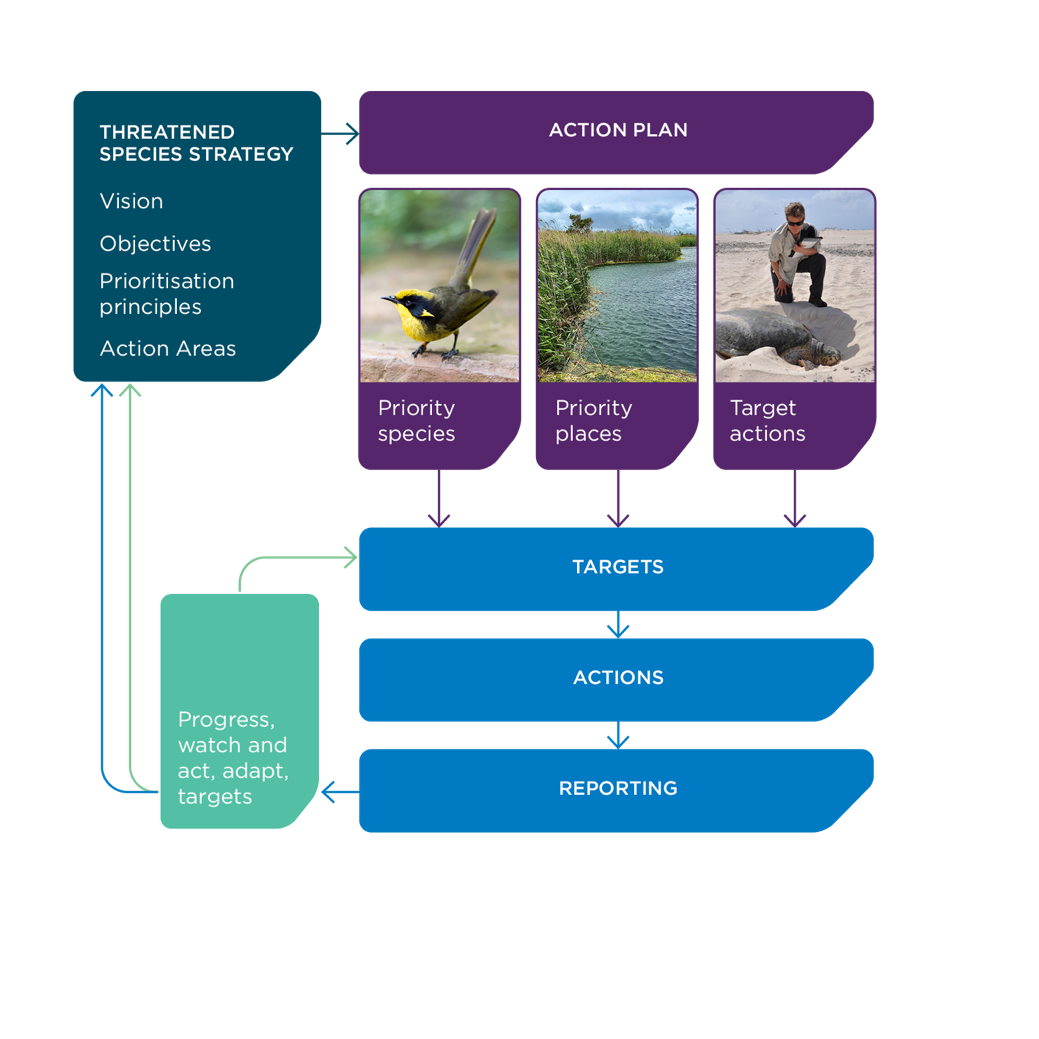 THREATENED
SPECIES STRATEGY
Vision
Objectives
Prioritisation
principles
Action Areas
ACTION PLAN
Priority
species
Priority
places
Target
actions
TARGETS
ACTIONS
REPORTING
Progress,
watch and
act, adapt,
targets